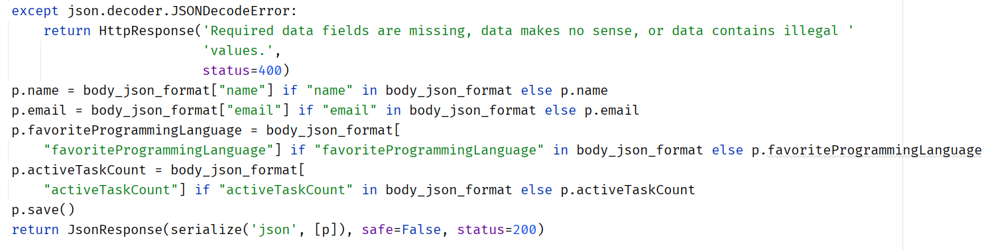 except json.decoder.JSONDecodeError:
    return HttpResponse('Required data fields are missing, data makes no sense, or data contains illegal '
                        'values.',
                        status=400)
p.name = body_json_format["name"] if "name" in body_json_format else p.name
p.email = body_json_format["email"] if "email" in body_json_format else p.email
p.favoriteProgrammingLanguage = body_json_format[
    "favoriteProgrammingLanguage"] if "favoriteProgrammingLanguage" in body_json_format else p.favoriteProgrammingLanguage
p.activeTaskCount = body_json_format[
    "activeTaskCount"] if "activeTaskCount" in body_json_format else p.activeTaskCount
p.save()
return JsonResponse(serialize('json', [p]), safe=False, status=200)